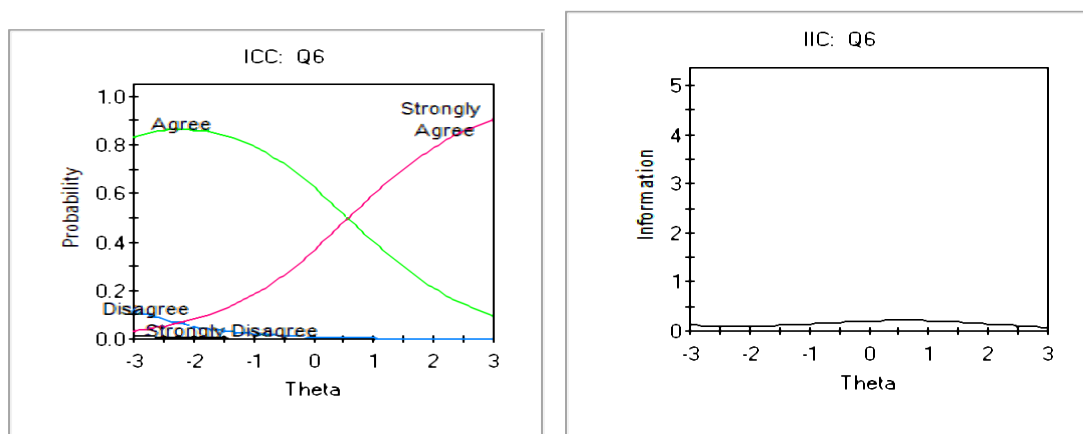 ICC: Q6
1.0
0.8
0.6
0.4
0.2
0.0
Probability
Agree
Strongly
Agree
Disagree
Strongly Disagree
-3 -2 -1 0 1 2 3
Theta
IIC: Q6
5
4
3
2
1
0
Information
-3 -2 -1 0 1 2 3
Theta